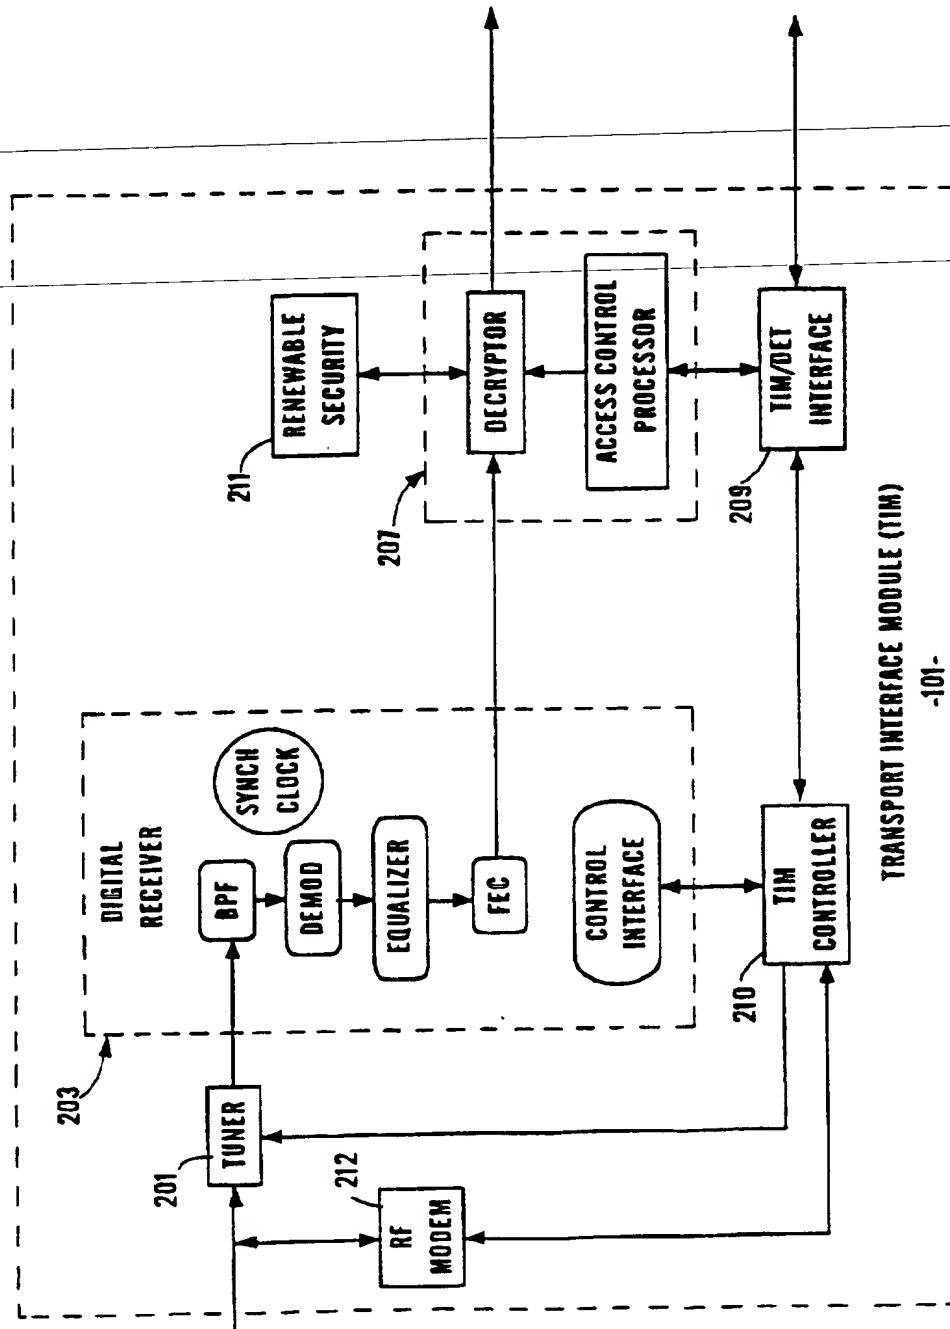 203
DIGITAL
RECEIVER
201
TUNER
BPF
SYNCH
CLOCK
DEMOD
EQUALIZER
FEC
CONTROL
INTERFACE
212
RF
MODEM
210
TIM
CONTROLLER
211
RENEWABLE
SECURITY
207
DECRYPTOR
ACCESS CONTROL
PROCESSOR
209
TIM/DET
INTERFACE
TRANSPORT INTERFACE MODULE (TIM)
-101-